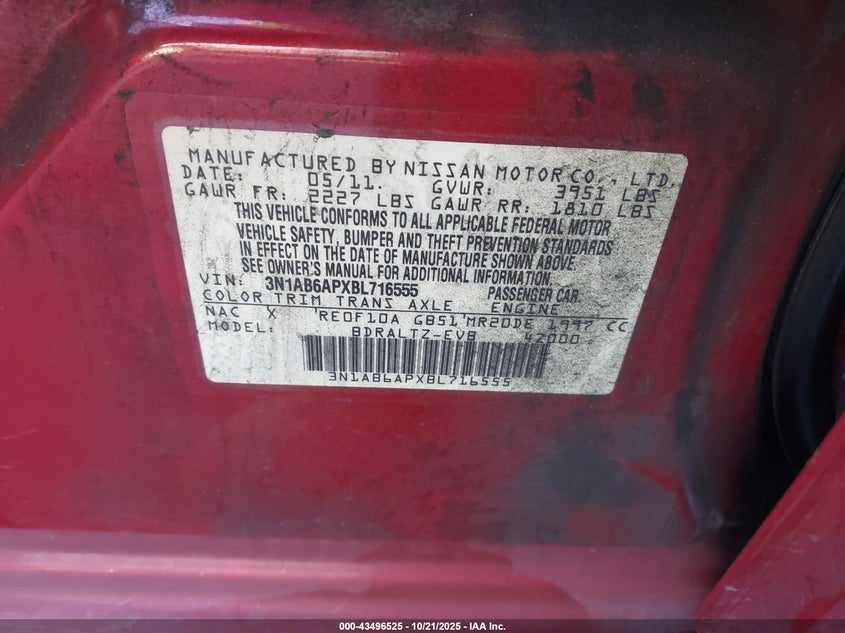 MANUFACTURED BY NISSAN MOTOR CO., LTD.
DATE: 05/11. GVWR: 3951 LBS
GAWR FR: 2227 LBS GAWR RR: 1810 LBS
THIS VEHICLE CONFORMS TO ALL APPLICABLE FEDERAL MOTOR
VEHICLE SAFETY, BUMPER AND THEFT PREVENTION STANDARDS
IN EFFECT ON THE DATE OF MANUFACTURE SHOWN ABOVE.
SEE OWNER'S MANUAL FOR ADDITIONAL INFORMATION.
VIN: 3N1AB6APXBL716555 PASSENGER CAR.
COLOR TRIM TRANS AXLE ENGINE
NAC X 'RE0F10A GB51'MR20DE 1997 CC
MODEL: BDRALTZ-EVB 42000
3N1AB6APXBL716555
000-43496525 - 10/21/2025 - IAA Inc.